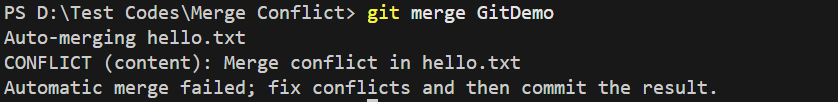 PS D:\Test Codes\Merge Conflict> git merge GitDemo
Auto-merging hello.txt
CONFLICT (content): Merge conflict in hello.txt
Automatic merge failed; fix conflicts and then commit the result.